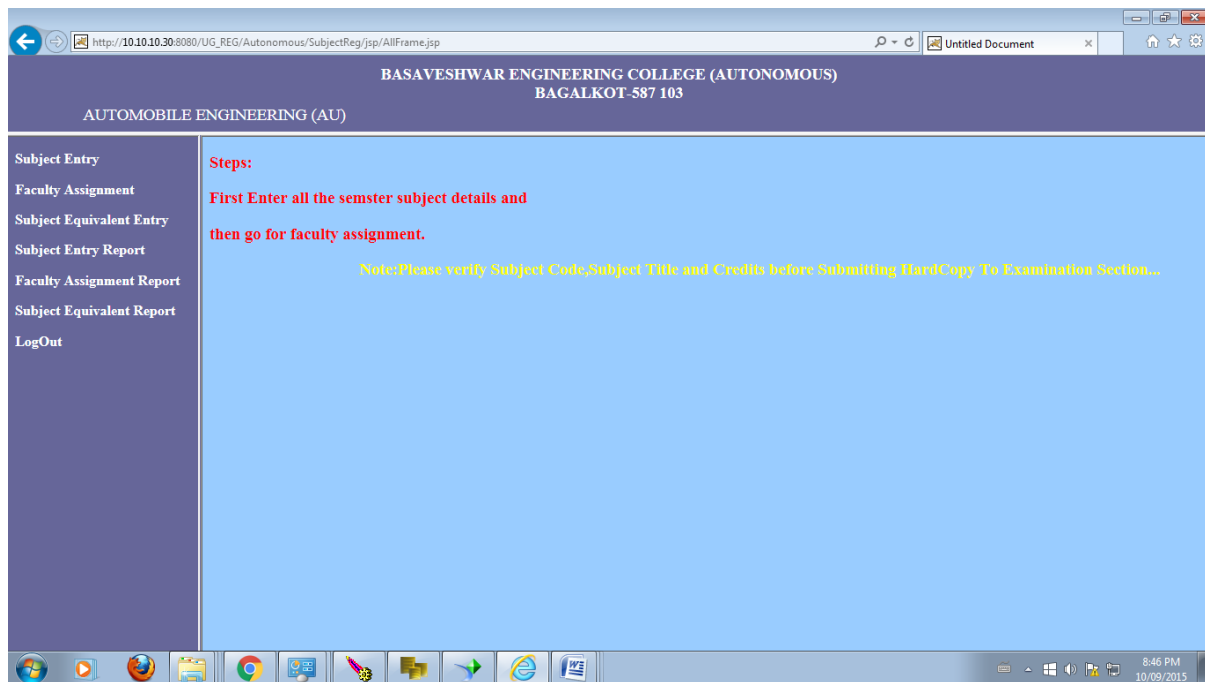 http://10.10.10.30:8080/UG_REG/Autonomous/SubjectReg/jsp/AllFrame.jsp
Untitled Document
BASAVESHWAR ENGINEERING COLLEGE (AUTONOMOUS)
BAGALKOT-587 103
AUTOMOBILE ENGINEERING (AU)
Subject Entry
Faculty Assignment
Subject Equivalent Entry
Subject Entry Report
Faculty Assignment Report
Subject Equivalent Report
LogOut
Steps:
First Enter all the semster subject details and
then go for faculty assignment.
Note:Please verify Subject Code,Subject Title and Credits before Submitting HardCopy To Examination Section...
8:46 PM
10/09/2015